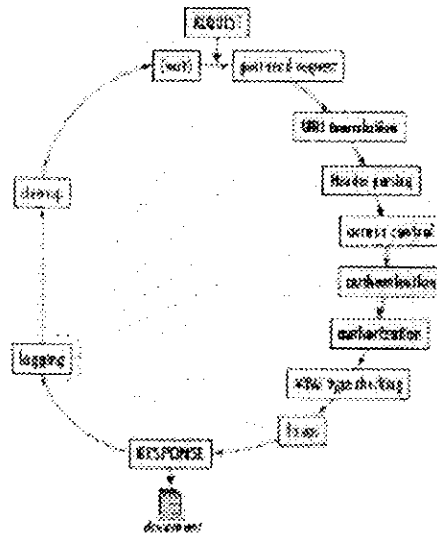 REQUEST
(wait)
post read request
URI translation
Header parsing
access control
authentication
authorization
MIME type checking
fixups
RESPONSE
document
logging
cleanup